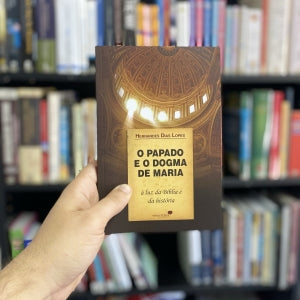 HERNANDES DIAS LOPES
O PAPADO
E O DOGMA
DE MARIA
à luz da Bíblia e
da história